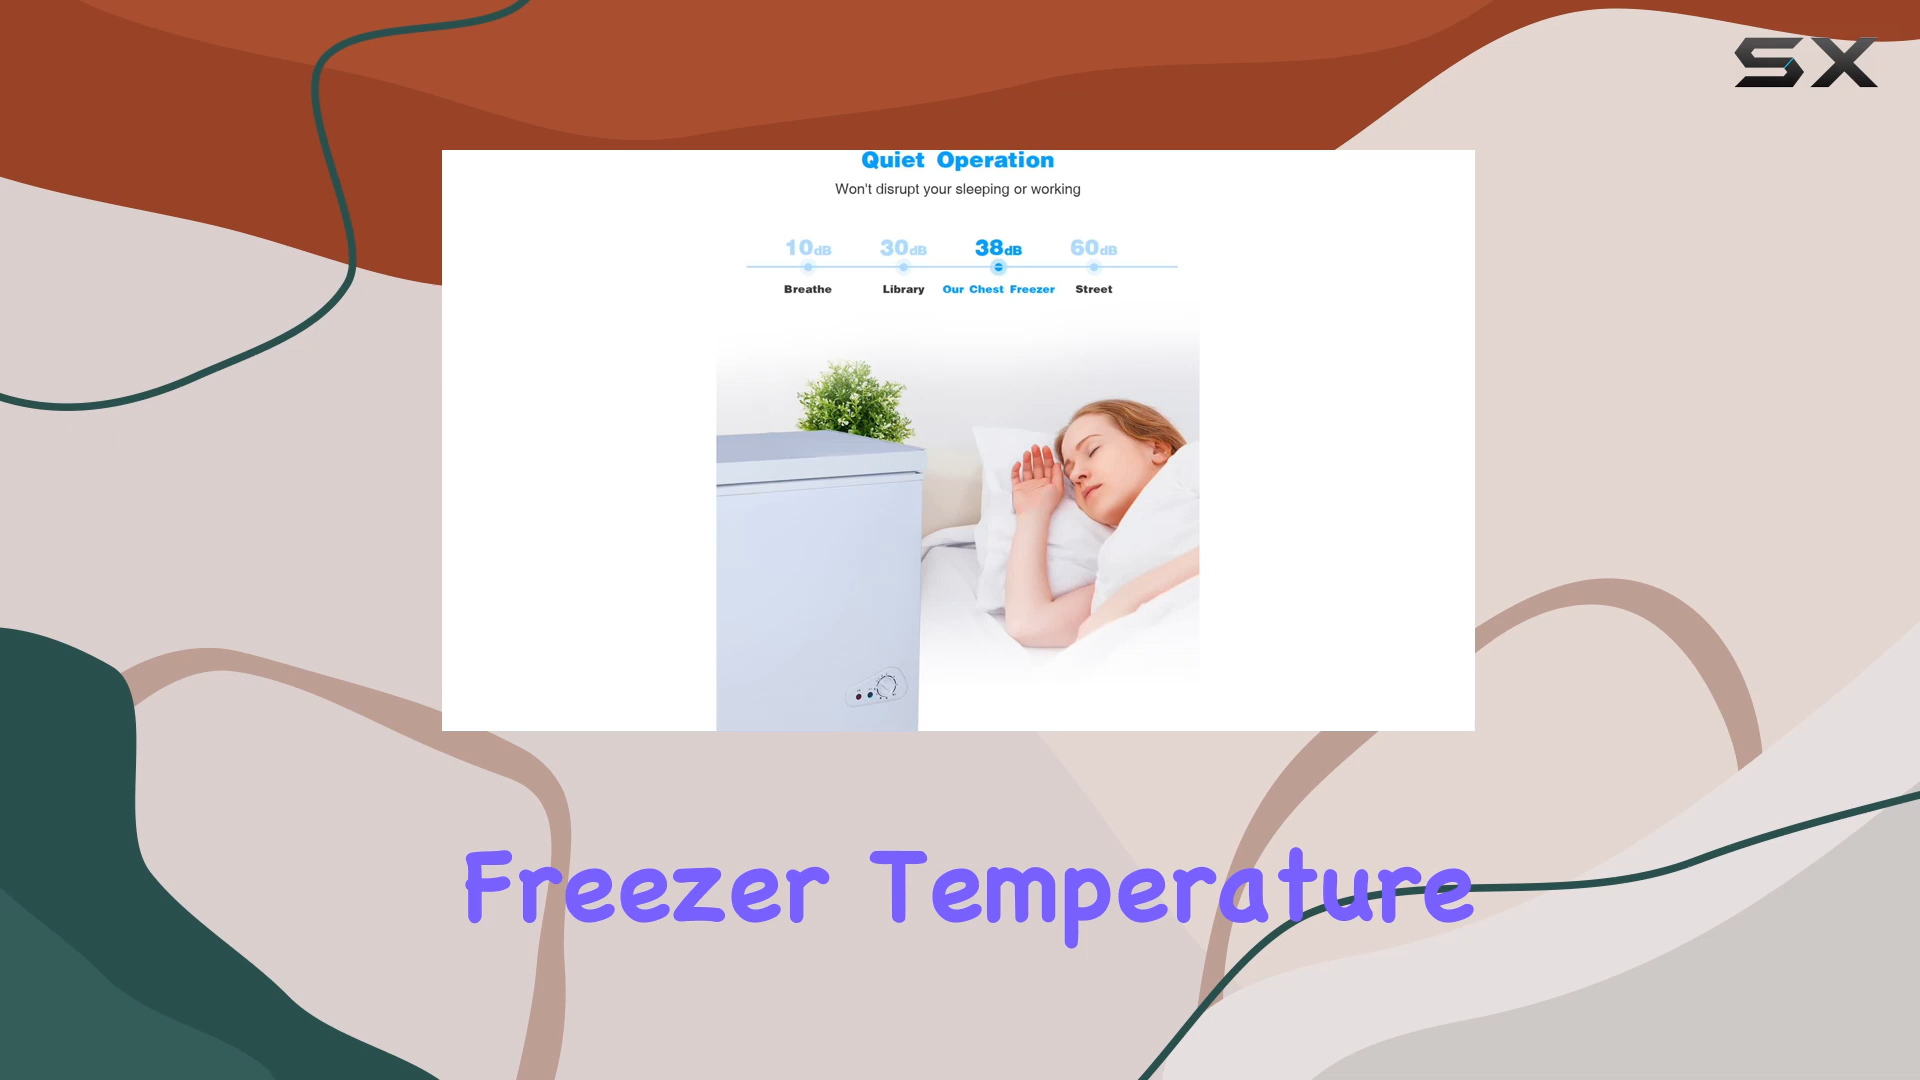 SX
Quiet Operation
Won't disrupt your sleeping or working
10dB 30dB 38dB 60dB
Breathe Library Our Chest Freezer Street
Freezer Temperature